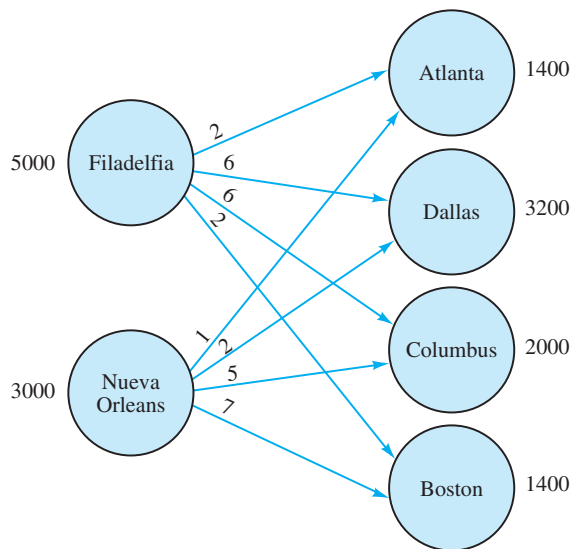 Atlanta
1400
2
5000
Filadelfia
6
6
2
Dallas
3200
1
2
Columbus
2000
3000
Nueva
Orleans
5
7
Boston
1400